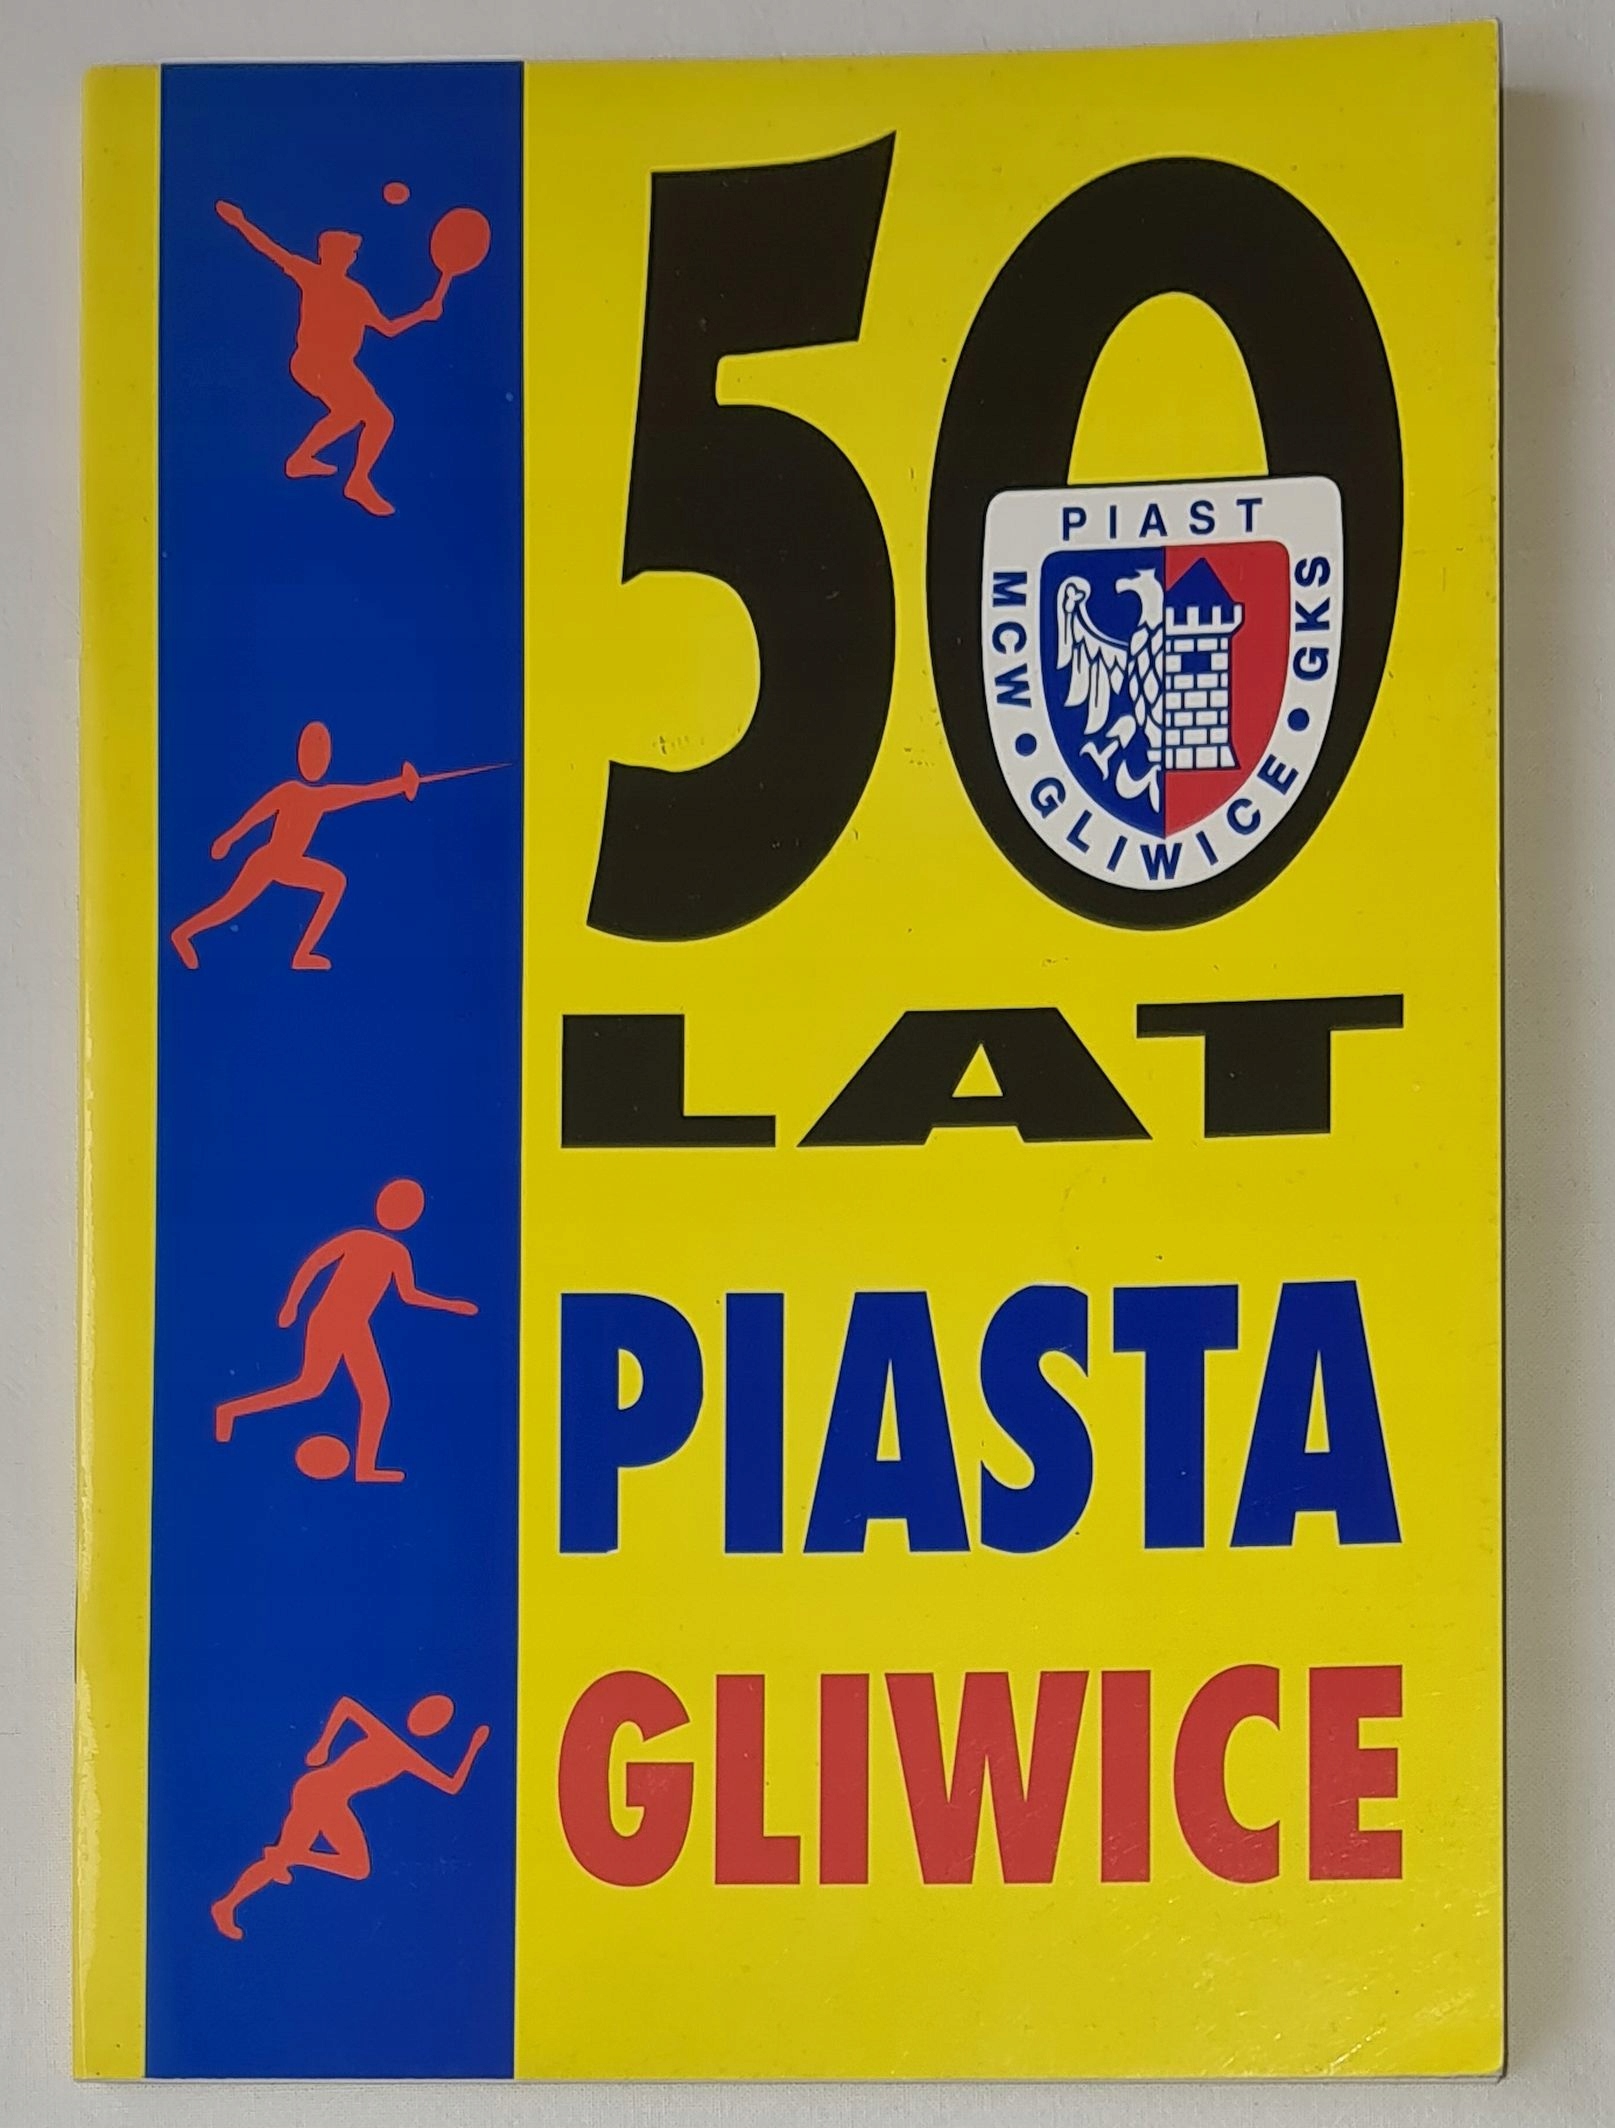 50
PIAST
MCW • GLIWICE • GKS
LAT
PIASTA
GLIWICE